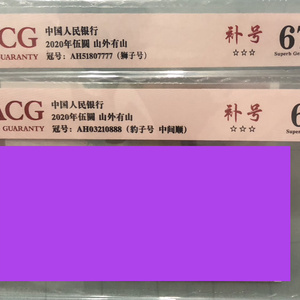 ACG
GUARANTY
中国人民银行
2020年伍圆 山外有山
冠号：AH51807777（狮子号）
补号
☆☆☆
67
Superb Ge
ACG
GUARANTY
中国人民银行
2020年伍圆 山外有山
冠号：AH03210888（豹子号 中间顺）
补号
☆☆☆
6
Superb